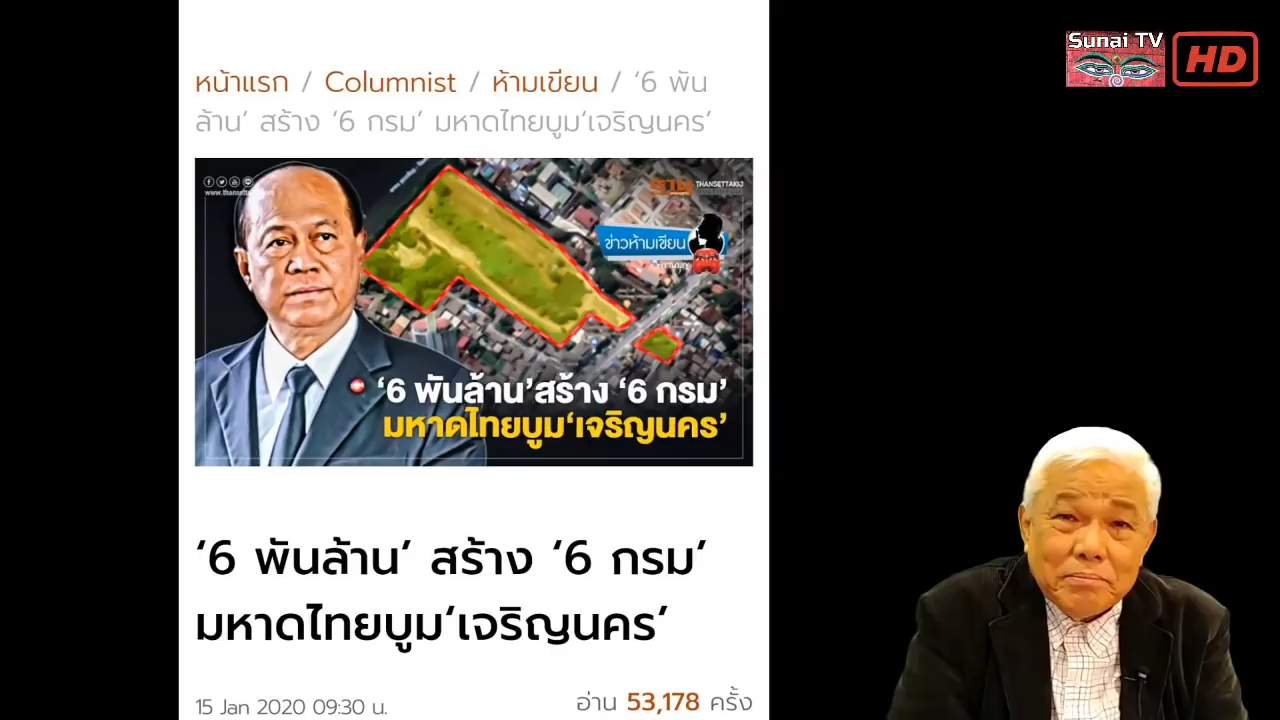 Sunai TV
HD
หน้าแรก / Columnist / ห้ามเขียน / ‘6 พัน
ล้าน’ สร้าง ‘6 กรม’ มหาดไทยบูม‘เจริญนคร’
THANSETTAKIJ
ข่าวห้ามเขียน
‘6 พันล้าน’สร้าง ‘6 กรม’
มหาดไทยบูม‘เจริญนคร’
‘6 พันล้าน’ สร้าง ‘6 กรม’
มหาดไทยบูม‘เจริญนคร’
15 Jan 2020 09:30 น.
อ่าน 53,178 ครั้ง